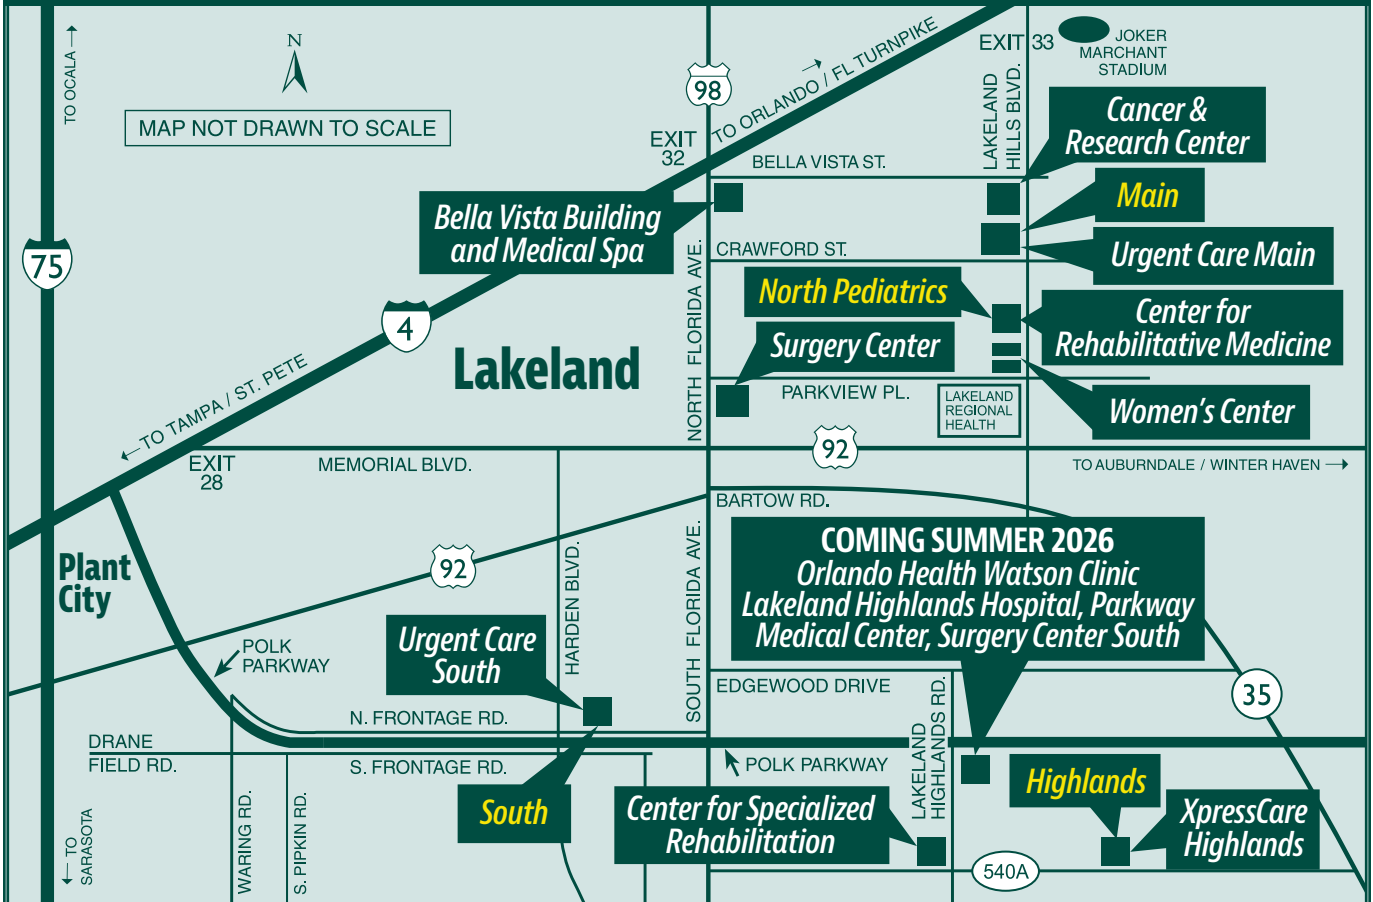 TO OCALA →
N
MAP NOT DRAWN TO SCALE
98
EXIT
32
TO ORLANDO / FL TURNPIKE →
EXIT 33
JOKER
MARCHANT
STADIUM
LAKELAND
HILLS BLVD.
Cancer &
Research Center
BELLA VISTA ST.
Main
Bella Vista Building
and Medical Spa
CRAWFORD ST.
Urgent Care Main
75
4
NORTH FLORIDA AVE.
North Pediatrics
Center for
Rehabilitative Medicine
Surgery Center
Lakeland
PARKVIEW PL.
LAKELAND
REGIONAL
HEALTH
Women's Center
← TO TAMPA / ST. PETE
EXIT
28
MEMORIAL BLVD.
92
TO AUBURNDALE / WINTER HAVEN →
BARTOW RD.
Plant
City
92
HARDEN BLVD.
SOUTH FLORIDA AVE.
COMING SUMMER 2026
Orlando Health Watson Clinic
Lakeland Highlands Hospital, Parkway
Medical Center, Surgery Center South
POLK
PARKWAY
Urgent Care
South
EDGEWOOD DRIVE
35
N. FRONTAGE RD.
DRANE
FIELD RD.
S. FRONTAGE RD.
POLK PARKWAY
LAKELAND
HIGHLANDS RD.
Highlands
South
Center for Specialized
Rehabilitation
XpressCare
Highlands
← TO
SARASOTA
WARING RD.
S. PIPKIN RD.
540A